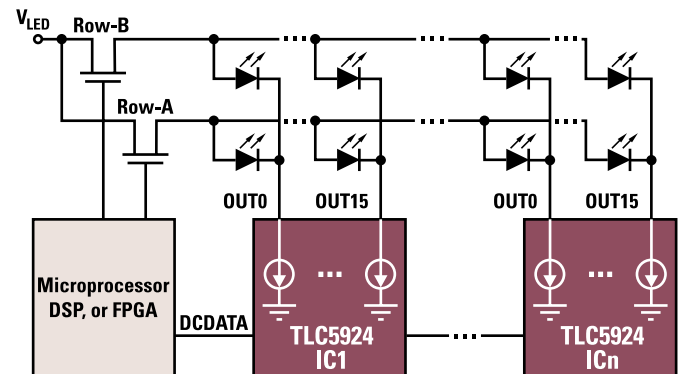 VLED
Row-B
Row-A
OUT0
OUT15
OUT0
OUT15
Microprocessor
DSP, or FPGA
DCDATA
...
...
TLC5924
IC1
TLC5924
ICn